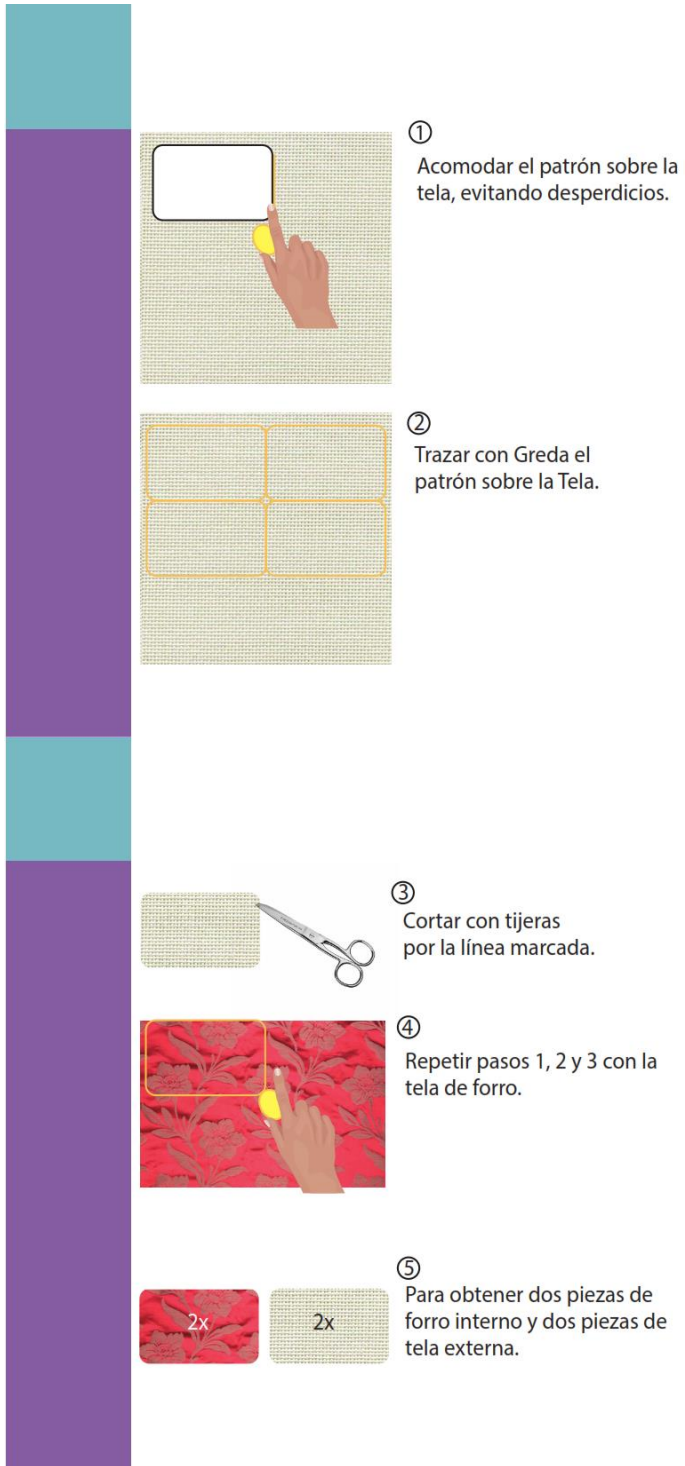 ①
Acomodar el patrón sobre la
tela, evitando desperdicios.
②
Trazar con Greda el
patrón sobre la Tela.
③
Cortar con tijeras
por la línea marcada.
④
Repetir pasos 1, 2 y 3 con la
tela de forro.
⑤
Para obtener dos piezas de
forro interno y dos piezas de
tela externa.
2x
2x